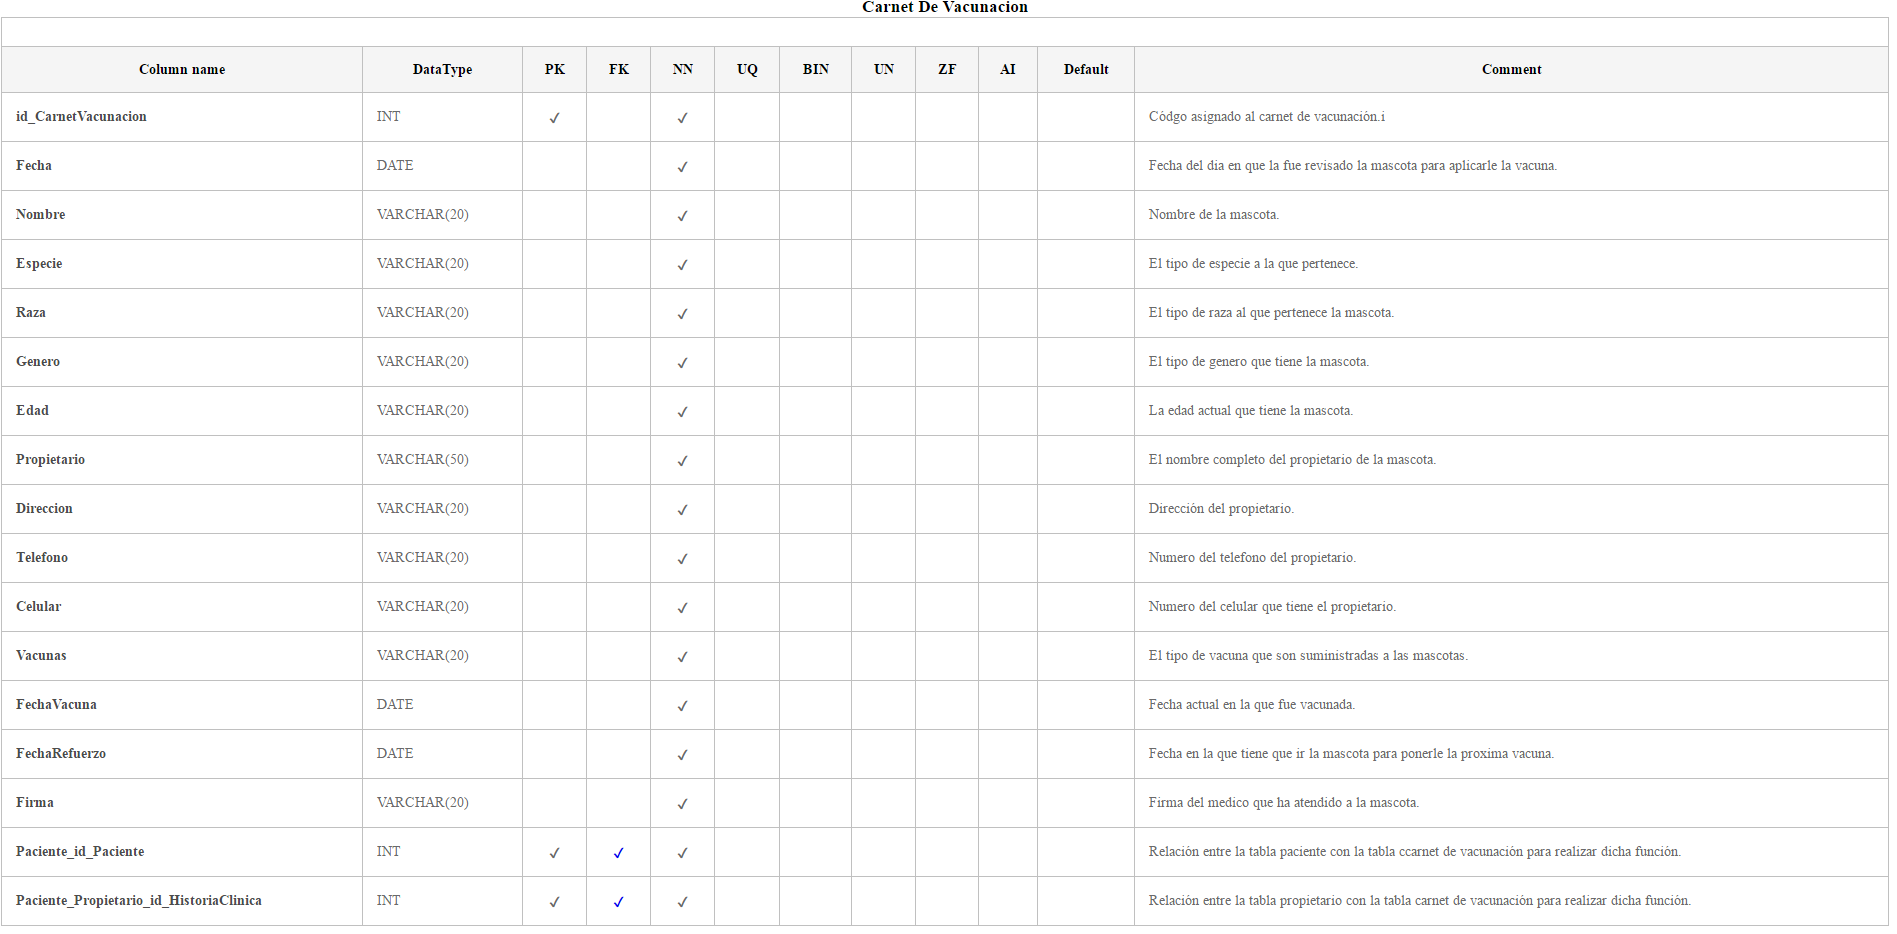 Carnet De Vacunacion
Column name DataType PK FK NN UQ BIN UN ZF AI Default Comment
id_CarnetVacunacion INT ✓ ✓ Códgo asignado al carnet de vacunación.i
Fecha DATE ✓ Fecha del dia en que la fue revisado la mascota para aplicarle la vacuna.
Nombre VARCHAR(20) ✓ Nombre de la mascota.
Especie VARCHAR(20) ✓ El tipo de especie a la que pertenece.
Raza VARCHAR(20) ✓ El tipo de raza al que pertenece la mascota.
Genero VARCHAR(20) ✓ El tipo de genero que tiene la mascota.
Edad VARCHAR(20) ✓ La edad actual que tiene la mascota.
Propietario VARCHAR(50) ✓ El nombre completo del propietario de la mascota.
Direccion VARCHAR(20) ✓ Dirección del propietario.
Telefono VARCHAR(20) ✓ Numero del telefono del propietario.
Celular VARCHAR(20) ✓ Numero del celular que tiene el propietario.
Vacunas VARCHAR(20) ✓ El tipo de vacuna que son suministradas a las mascotas.
FechaVacuna DATE ✓ Fecha actual en la que fue vacunada.
FechaRefuerzo DATE ✓ Fecha en la que tiene que ir la mascota para ponerle la proxima vacuna.
Firma VARCHAR(20) ✓ Firma del medico que ha atendido a la mascota.
Paciente_id_Paciente INT ✓ ✓ ✓ Relación entre la tabla paciente con la tabla ccarnet de vacunación para realizar dicha función.
Paciente_Propietario_id_HistoriaClinica INT ✓ ✓ ✓ Relación entre la tabla propietario con la tabla carnet de vacunación para realizar dicha función.